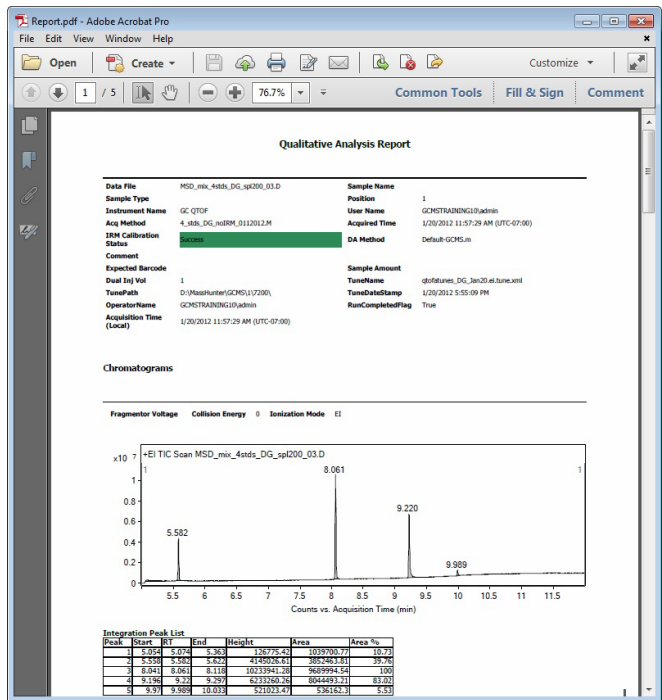 Report.pdf - Adobe Acrobat Pro
File Edit View Window Help
Open Create Customize
1 / 5 76.7% Common Tools Fill & Sign Comment
Qualitative Analysis Report
Data File MSD_mix_4stds_DG_spl200_03.D Sample Name
Sample Type Position 1
Instrument Name GC QTOF User Name GCMSTRAINING10\admin
Acq Method 4_stds_DG_noIRM_0112012.M Acquired Time 1/20/2012 11:57:29 AM (UTC-07:00)
IRM Calibration Status Success DA Method Default-GCMS.m
Comment
Expected Barcode Sample Amount
Dual Inj Vol 1 TuneName qtofatunes_DG_Jan20.ei.tune.xml
TunePath D:\MassHunter\GCMS\1\7200\ TuneDateStamp 1/20/2012 5:55:09 PM
OperatorName GCMSTRAINING10\admin RunCompletedFlag True
Acquisition Time (Local) 1/20/2012 11:57:29 AM (UTC-07:00)
Chromatograms
Fragmentor Voltage Collision Energy 0 Ionization Mode EI
x10 7 +EI TIC Scan MSD_mix_4stds_DG_spl200_03.D
1 8.061 1
1
9.220
0.8
0.6
5.582
0.4
0.2 9.989
0
5.5 6 6.5 7 7.5 8 8.5 9 9.5 10 10.5 11 11.5
Counts vs. Acquisition Time (min)
Integration Peak List
Peak Start RT End Height Area Area %
1 5.054 5.074 5.363 126775.42 1039700.77 10.73
2 5.558 5.582 5.622 4145026.61 3852463.81 39.76
3 8.041 8.061 8.118 10233941.28 9689994.54 100
4 9.196 9.22 9.297 6233260.26 8044493.21 83.02
5 9.97 9.989 10.033 521023.47 536162.3 5.53